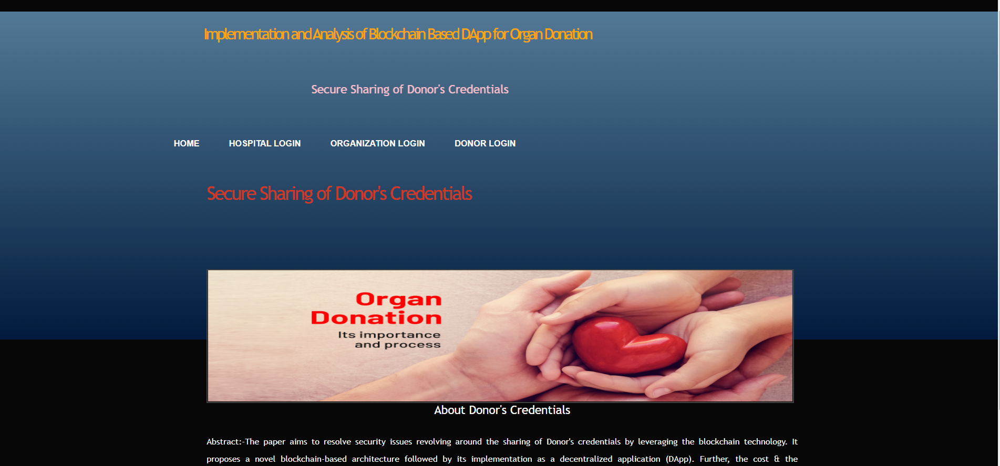 Implementation and Analysis of Blockchain Based DApp for Organ Donation
Secure Sharing of Donor's Credentials
HOME HOSPITAL LOGIN ORGANIZATION LOGIN DONOR LOGIN
Secure Sharing of Donor's Credentials
Organ
Donation
Its importance
and process
About Donor's Credentials
Abstract:-The paper aims to resolve security issues revolving around the sharing of Donor's credentials by leveraging the blockchain technology. It
proposes a novel blockchain-based architecture followed by its implementation as a decentralized application (DApp). Further, the cost & the